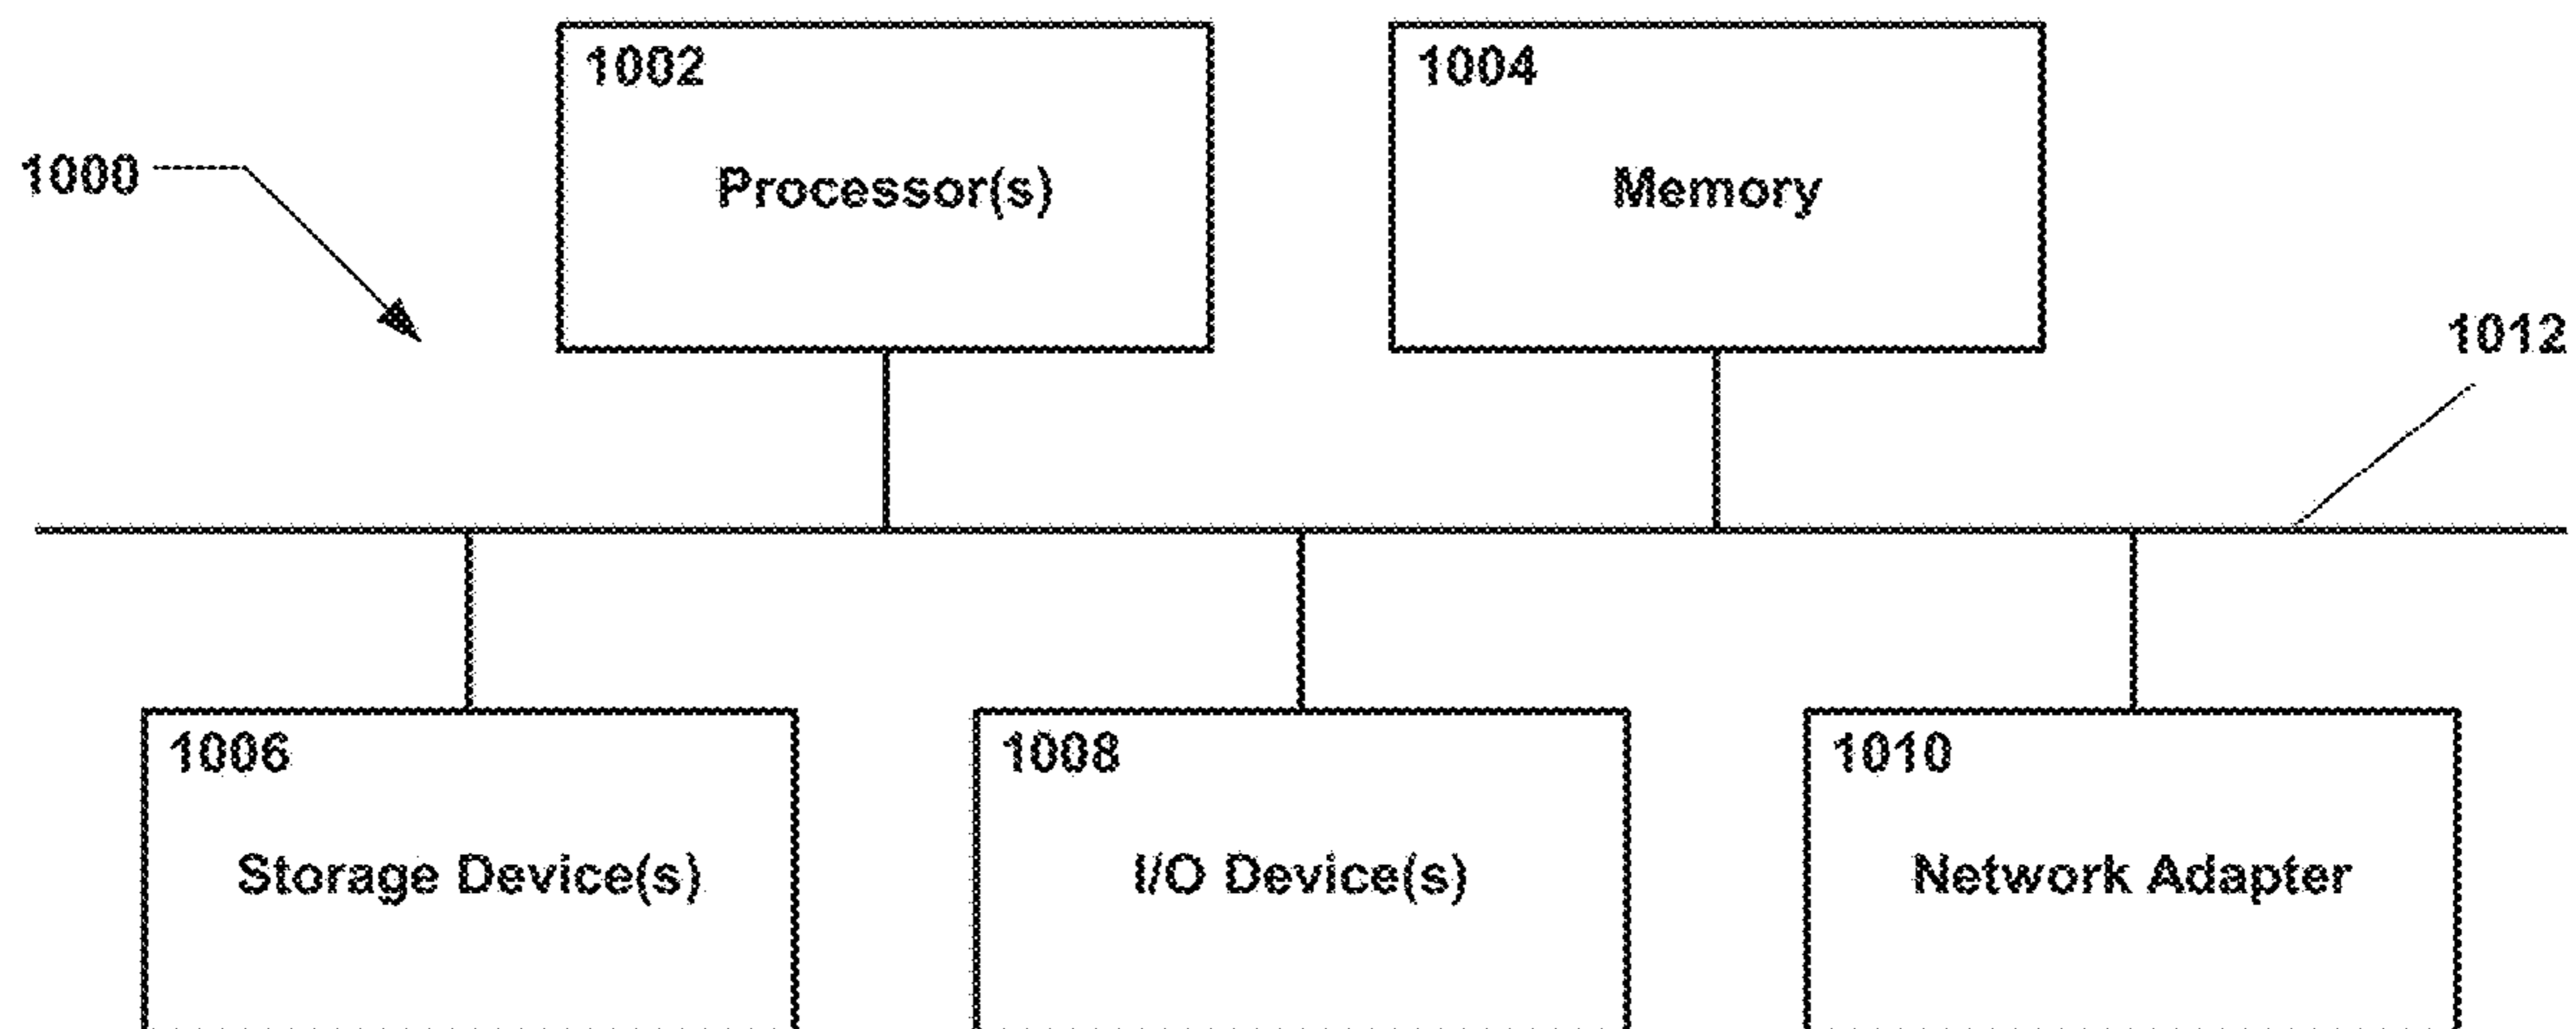 1002
Processor(s)
1004
Memory
1000
1012
1006
Storage Device(s)
1008
I/O Device(s)
1010
Network Adapter